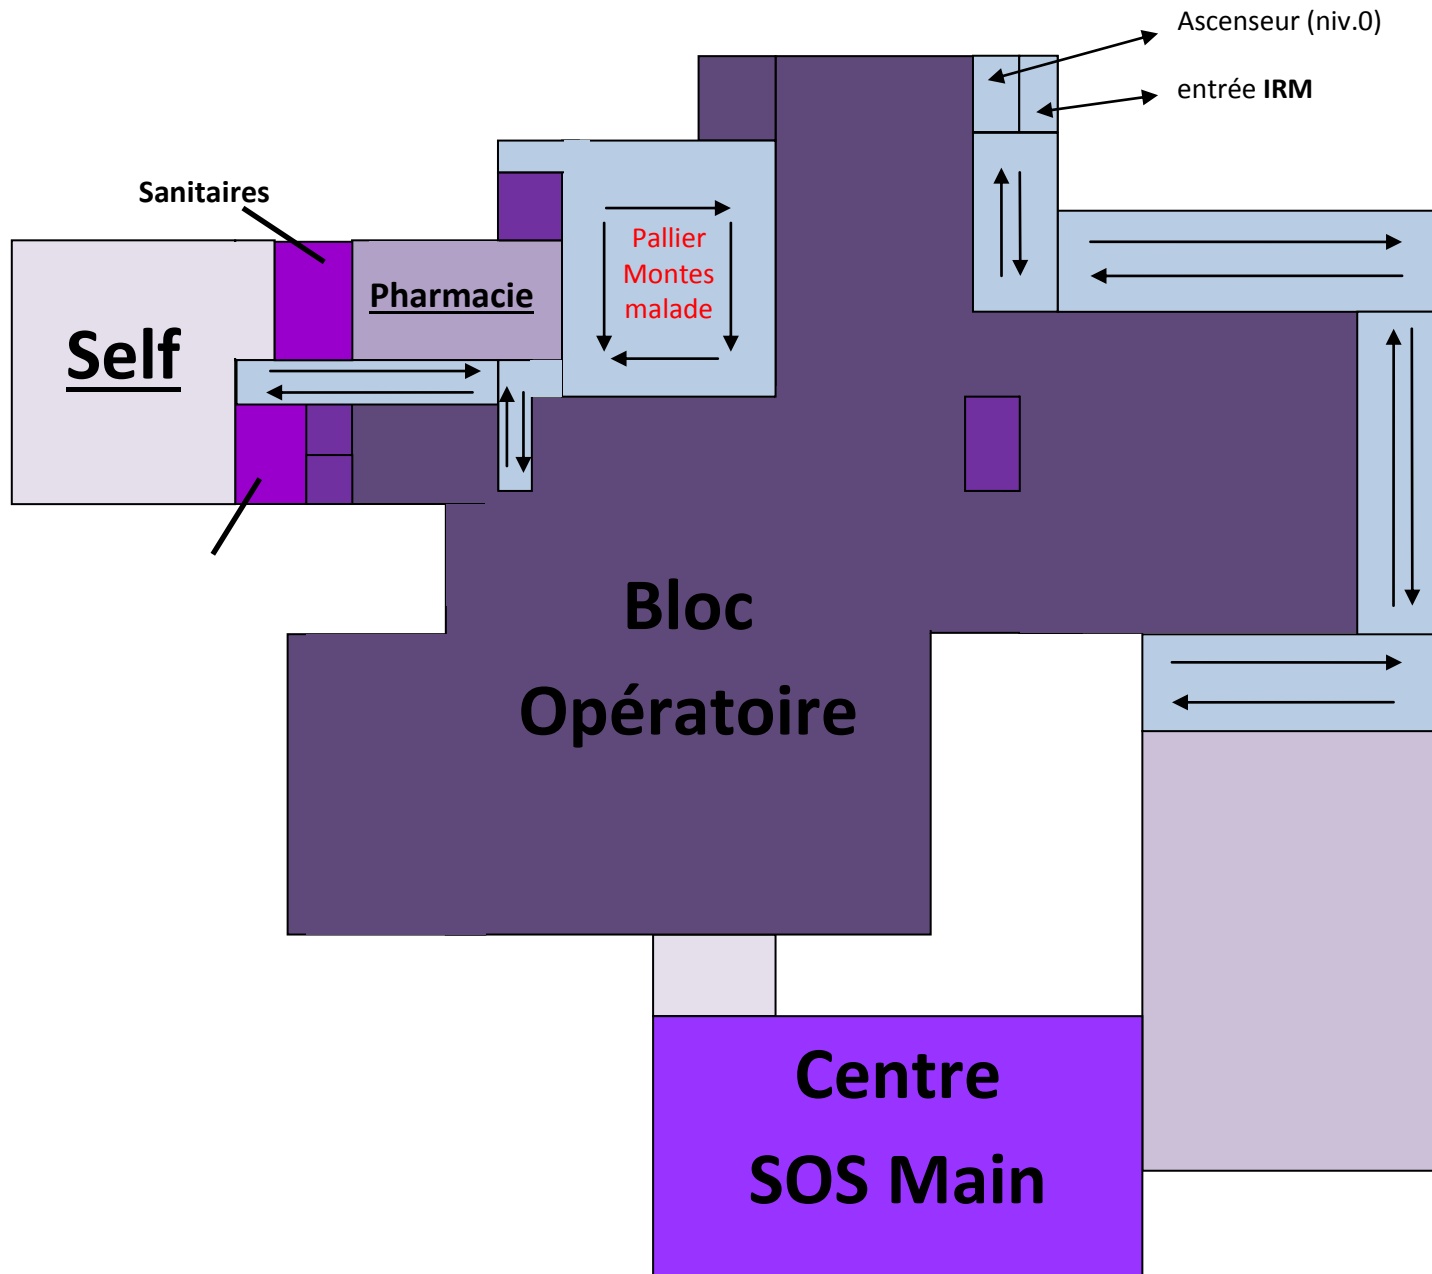 Ascenseur (niv.0)
entrée IRM
Sanitaires
Pallier
Montes
malade
Pharmacie
Self
Bloc
Opératoire
Centre
SOS Main